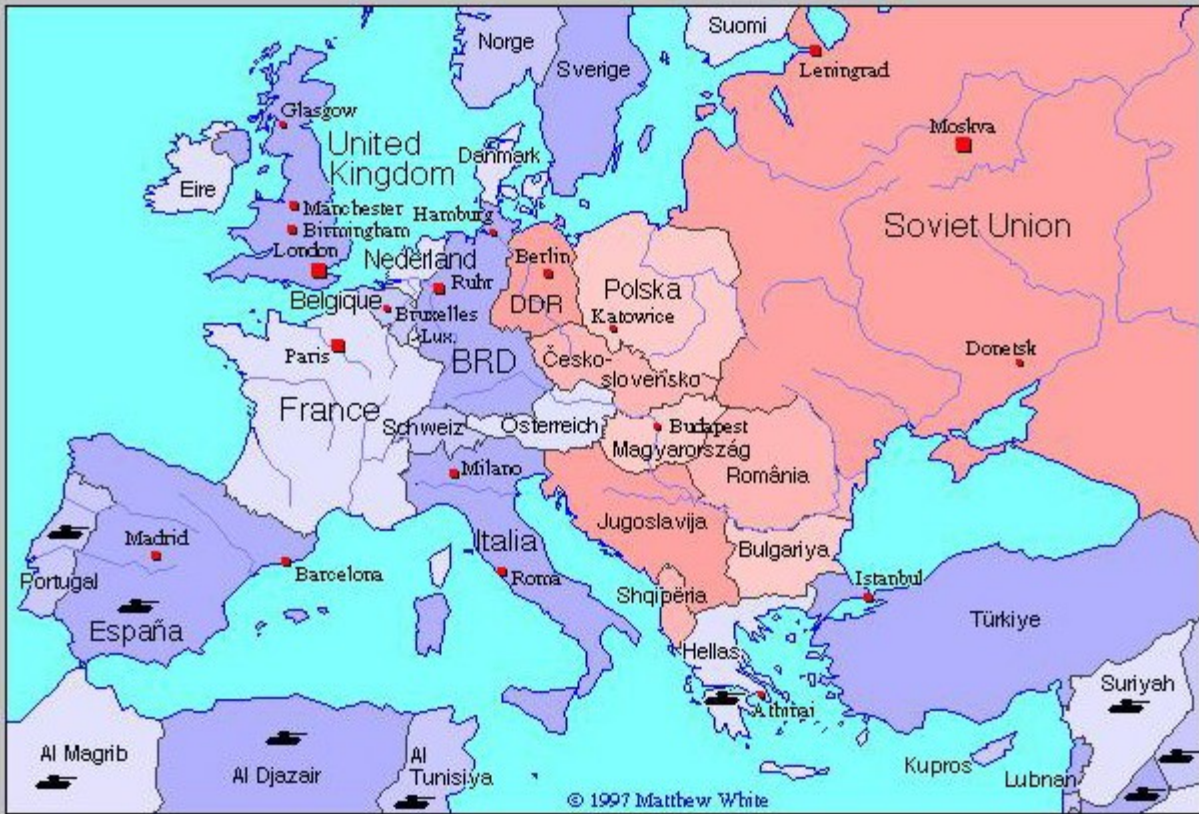 Suomi
Norge
Sverige
Leningrad
Glasgow
Moskva
United
Kingdom
Danmark
Eire
Manchester
Hamburg
Birmingham
Soviet Union
London
Nederland
Berlin
Ruhr
Polska
Belgique
Bruxelles
DDR
Katowice
Lux.
Paris
BRD
Česko-
sloveňsko
Donetsk
France
Schweiz
Österreich
Budapest
Magyarország
Milano
România
Jugoslavija
Madrid
Italia
Bulgariya
Portugal
Barcelona
Roma
Shqipëria
Istanbul
España
Türkiye
Hellas
Suriyah
Athinai
Al Magrib
Al Djazair
Al
Tunisiya
Kupros
Lubnan
© 1997 Matthew White